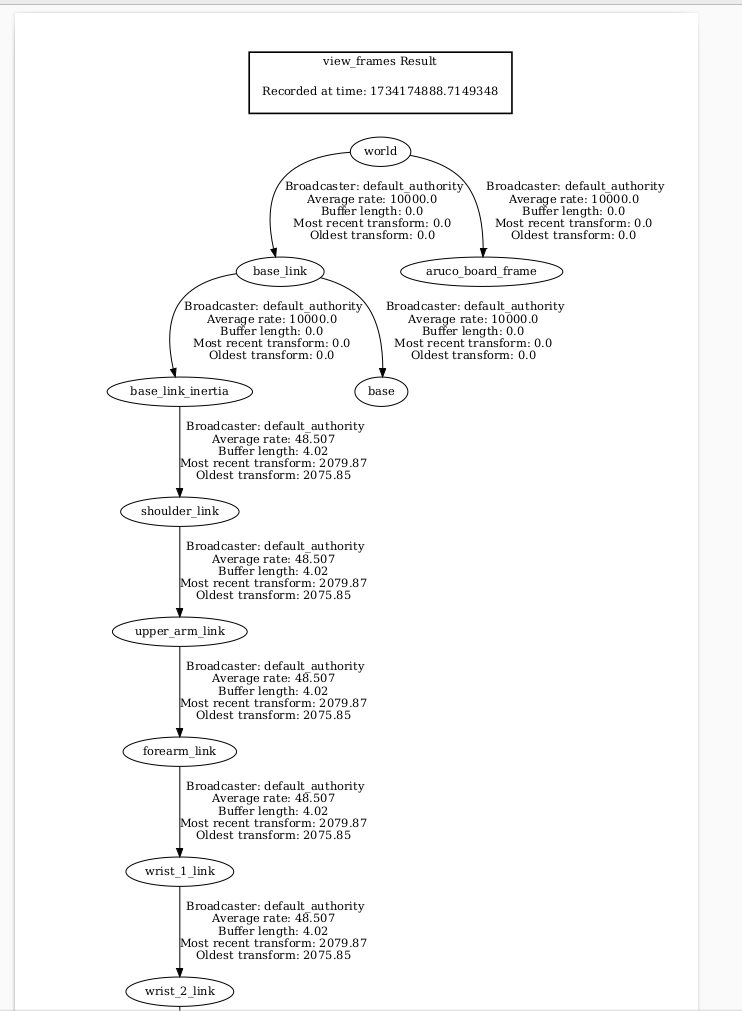 view_frames Result
Recorded at time: 1734174888.7149348
world
Broadcaster: default_authority
Average rate: 10000.0
Buffer length: 0.0
Most recent transform: 0.0
Oldest transform: 0.0
Broadcaster: default_authority
Average rate: 10000.0
Buffer length: 0.0
Most recent transform: 0.0
Oldest transform: 0.0
base_link
aruco_board_frame
Broadcaster: default_authority
Average rate: 10000.0
Buffer length: 0.0
Most recent transform: 0.0
Oldest transform: 0.0
Broadcaster: default_authority
Average rate: 10000.0
Buffer length: 0.0
Most recent transform: 0.0
Oldest transform: 0.0
base_link_inertia
base
Broadcaster: default_authority
Average rate: 48.507
Buffer length: 4.02
Most recent transform: 2079.87
Oldest transform: 2075.85
shoulder_link
Broadcaster: default_authority
Average rate: 48.507
Buffer length: 4.02
Most recent transform: 2079.87
Oldest transform: 2075.85
upper_arm_link
Broadcaster: default_authority
Average rate: 48.507
Buffer length: 4.02
Most recent transform: 2079.87
Oldest transform: 2075.85
forearm_link
Broadcaster: default_authority
Average rate: 48.507
Buffer length: 4.02
Most recent transform: 2079.87
Oldest transform: 2075.85
wrist_1_link
Broadcaster: default_authority
Average rate: 48.507
Buffer length: 4.02
Most recent transform: 2079.87
Oldest transform: 2075.85
wrist_2_link